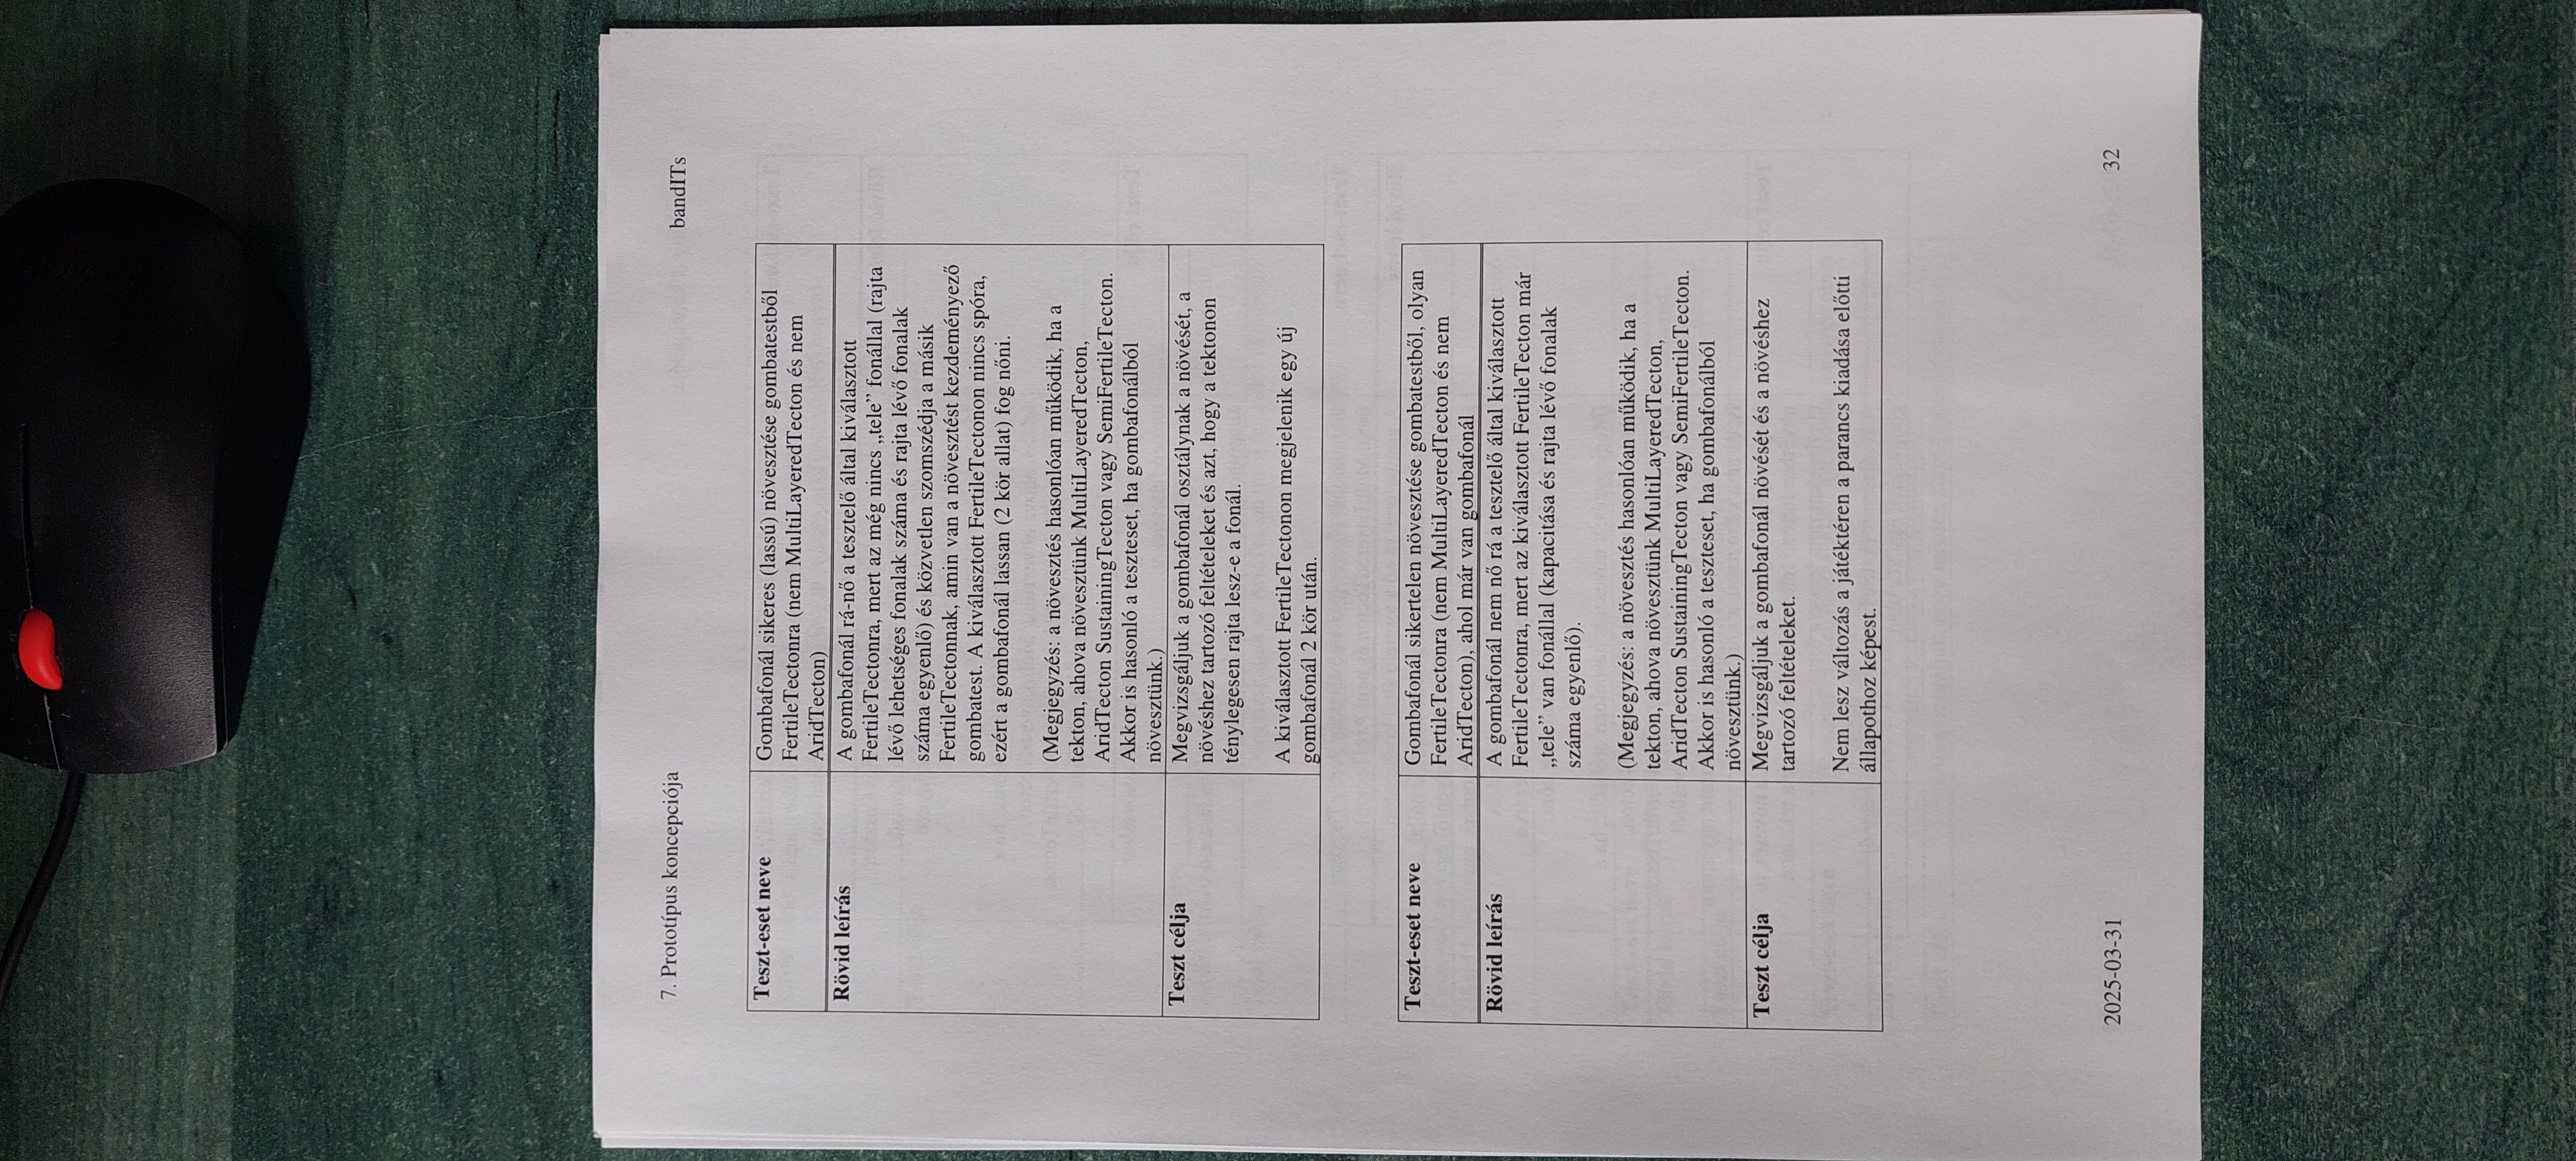 7. Prototípus koncepciója
bandITs
Teszt-eset neve
Gombafonál sikeres (lassú) növesztése gombatestből
FertileTectonra (nem MultiLayeredTecton és nem
AridTecton)
Rövid leírás
A gombafonál rá-nő a tesztelő által kiválasztott
FertileTectonra, mert az még nincs „tele” fonállal (rajta
lévő lehetséges fonalak száma és rajta lévő fonalak
száma egyenlő) és közvetlen szomszédja a másik
FertileTectonnak, amin van a növesztést kezdeményező
gombatest. A kiválasztott FertileTectonon nincs spóra,
ezért a gombafonál lassan (2 kör allat) fog nőni.
(Megjegyzés: a növesztés hasonlóan működik, ha a
tekton, ahova növesztünk MultiLayeredTecton,
AridTecton SustainingTecton vagy SemiFertileTecton.
Akkor is hasonló a teszteset, ha gombafonálból
növesztünk.)
Teszt célja
Megvizsgáljuk a gombafonál osztálynak a növését, a
növéshez tartozó feltételeket és azt, hogy a tektonon
ténylegesen rajta lesz-e a fonál.
A kiválasztott FertileTectonon megjelenik egy új
gombafonál 2 kör után.
Teszt-eset neve
Gombafonál sikertelen növesztése gombatestből, olyan
FertileTectonra (nem MultiLayeredTecton és nem
AridTecton), ahol már van gombafonál
Rövid leírás
A gombafonál nem nő rá a tesztelő által kiválasztott
FertileTectonra, mert az kiválasztott FertileTecton már
„tele” van fonállal (kapacitása és rajta lévő fonalak
száma egyenlő).
(Megjegyzés: a növesztés hasonlóan működik, ha a
tekton, ahova növesztünk MultiLayeredTecton,
AridTecton SustainingTecton vagy SemiFertileTecton.
Akkor is hasonló a teszteset, ha gombafonálból
növesztünk.)
Teszt célja
Megvizsgáljuk a gombafonál növését és a növéshez
tartozó feltételeket.
Nem lesz változás a játéktéren a parancs kiadása előtti
állapothoz képest.
2025-03-31
32